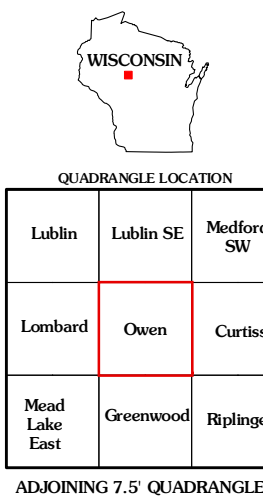 WISCONSIN
QUADRANGLE LOCATION
Lublin
Lublin SE
Medford
SW
Lombard
Owen
Curtiss
Mead
Lake
East
Greenwood
Riplinge
ADJOINING 7.5' QUADRANGLE